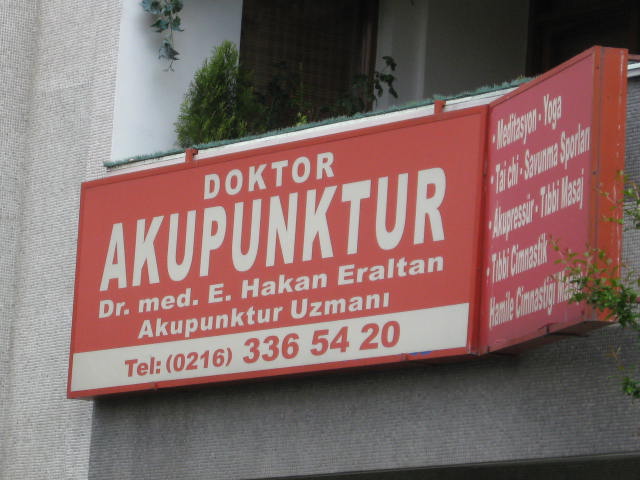 DOKTOR
AKUPUNKTUR
Dr. med. E. Hakan Eraltan
Akupunktur Uzmanı
Tel: (0216) 336 54 20
• Meditasyon - Yoga
• Tai chi - Savunma Sporları
• Akupressür - Tıbbi Masaj
• Tıbbi Cimnastik
Hamile Cimnastiği